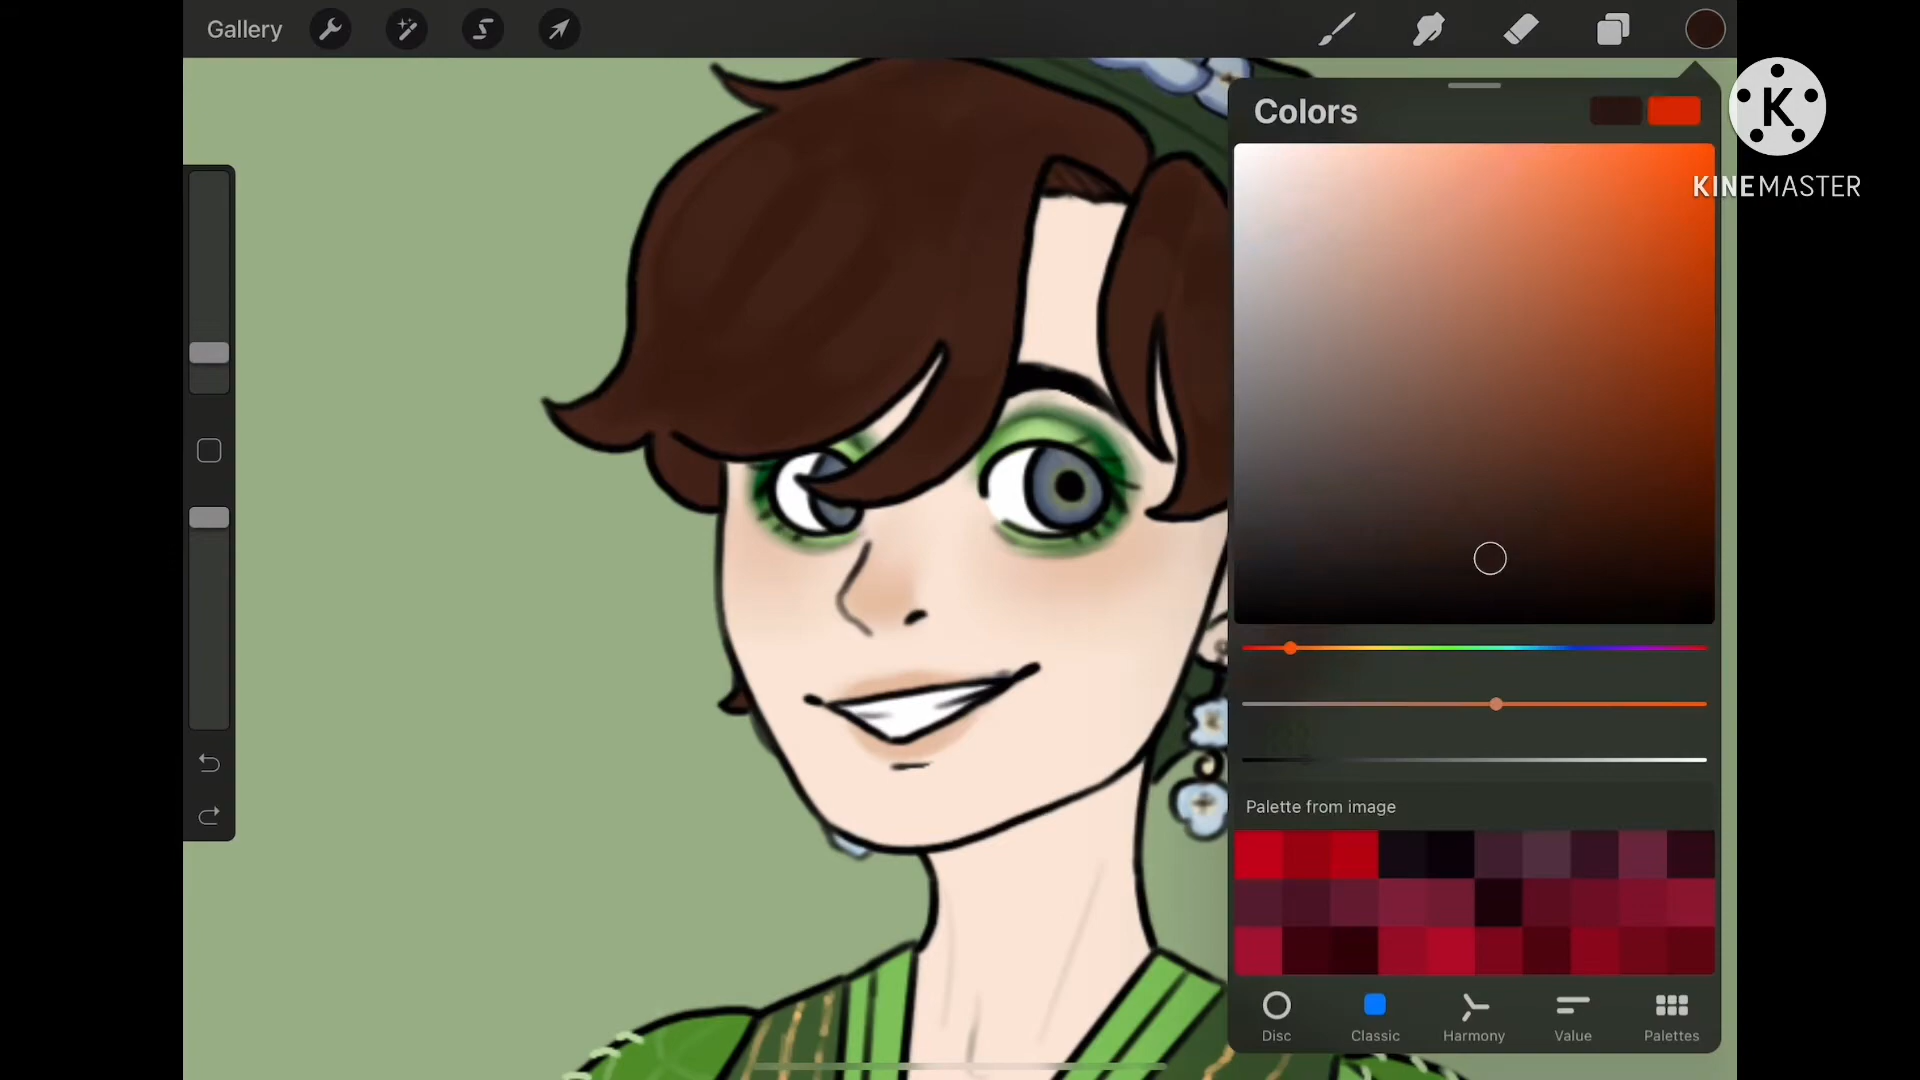 Gallery
Colors
K
KINEMASTER
Palette from image
Disc
Classic
Harmony
Value
Palettes